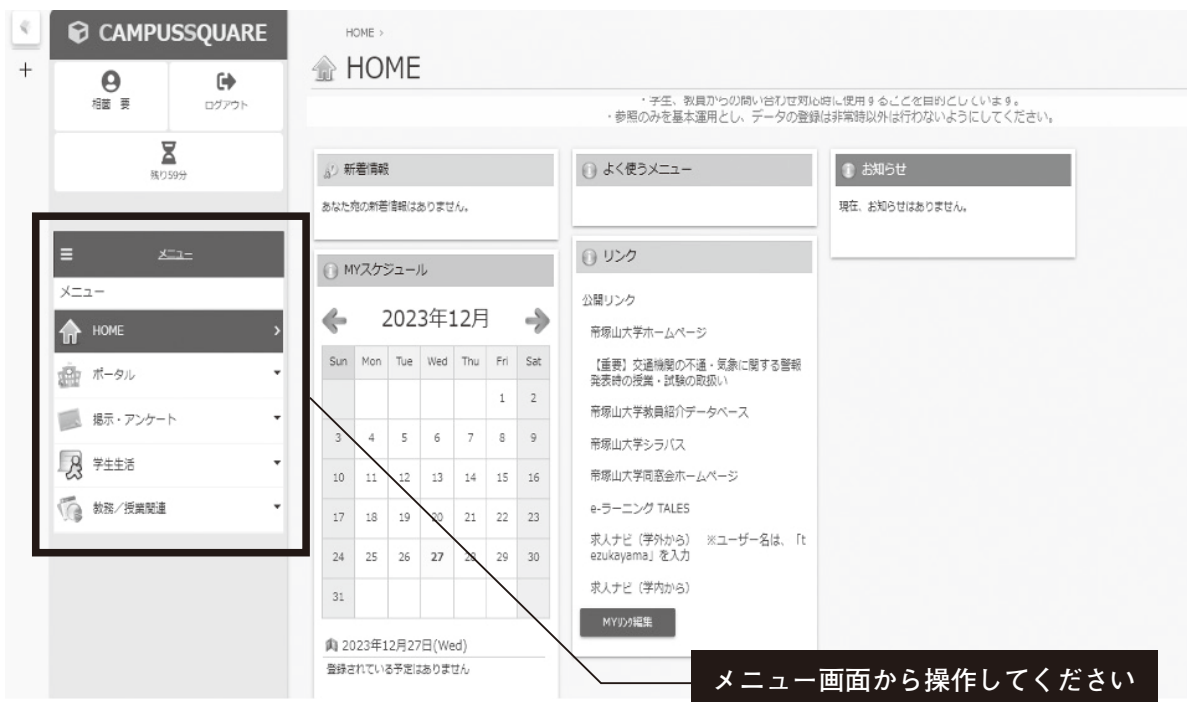 CAMPUSSQUARE
相薗 要
ログアウト
残り59分
メニュー
メニュー
HOME
ポータル
掲示・アンケート
学生生活
教務／授業関連
HOME >
HOME
・学生、教員からの問い合わせ対応時に使用することを目的としています。
・参照のみを基本運用とし、データの登録は非常時以外は行わないようにしてください。
新着情報
あなた宛の新着情報はありません。
MYスケジュール
2023年12月
Sun Mon Tue Wed Thu Fri Sat
1 2
3 4 5 6 7 8 9
10 11 12 13 14 15 16
17 18 19 20 21 22 23
24 25 26 27 28 29 30
31
2023年12月27日(Wed)
登録されている予定はありません
よく使うメニュー
リンク
公開リンク
帝塚山大学ホームページ
【重要】交通機関の不通・気象に関する警報
発表時の授業・試験の取扱い
帝塚山大学教員紹介データベース
帝塚山大学シラバス
帝塚山大学同窓会ホームページ
e-ラーニング TALES
求人ナビ（学外から） ※ユーザー名は、「t
ezukayama」を入力
求人ナビ（学内から）
MYリンク編集
お知らせ
現在、お知らせはありません。
メニュー画面から操作してください